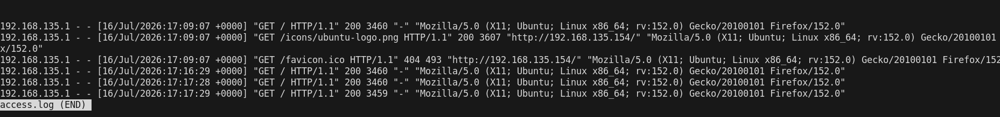 192.168.135.1 - - [16/Jul/2026:17:09:07 +0000] "GET / HTTP/1.1" 200 3460 "-" "Mozilla/5.0 (X11; Ubuntu; Linux x86_64; rv:152.0) Gecko/20100101 Firefox/152.0"
192.168.135.1 - - [16/Jul/2026:17:09:07 +0000] "GET /icons/ubuntu-logo.png HTTP/1.1" 200 3607 "http://192.168.135.154/" "Mozilla/5.0 (X11; Ubuntu; Linux x86_64; rv:152.0) Gecko/20100101
x/152.0"
192.168.135.1 - - [16/Jul/2026:17:09:07 +0000] "GET /favicon.ico HTTP/1.1" 404 493 "http://192.168.135.154/" "Mozilla/5.0 (X11; Ubuntu; Linux x86_64; rv:152.0) Gecko/20100101 Firefox/152
192.168.135.1 - - [16/Jul/2026:17:16:29 +0000] "GET / HTTP/1.1" 200 3460 "-" "Mozilla/5.0 (X11; Ubuntu; Linux x86_64; rv:152.0) Gecko/20100101 Firefox/152.0"
192.168.135.1 - - [16/Jul/2026:17:17:28 +0000] "GET / HTTP/1.1" 200 3460 "-" "Mozilla/5.0 (X11; Ubuntu; Linux x86_64; rv:152.0) Gecko/20100101 Firefox/152.0"
192.168.135.1 - - [16/Jul/2026:17:17:29 +0000] "GET / HTTP/1.1" 200 3459 "-" "Mozilla/5.0 (X11; Ubuntu; Linux x86_64; rv:152.0) Gecko/20100101 Firefox/152.0"
access.log (END)